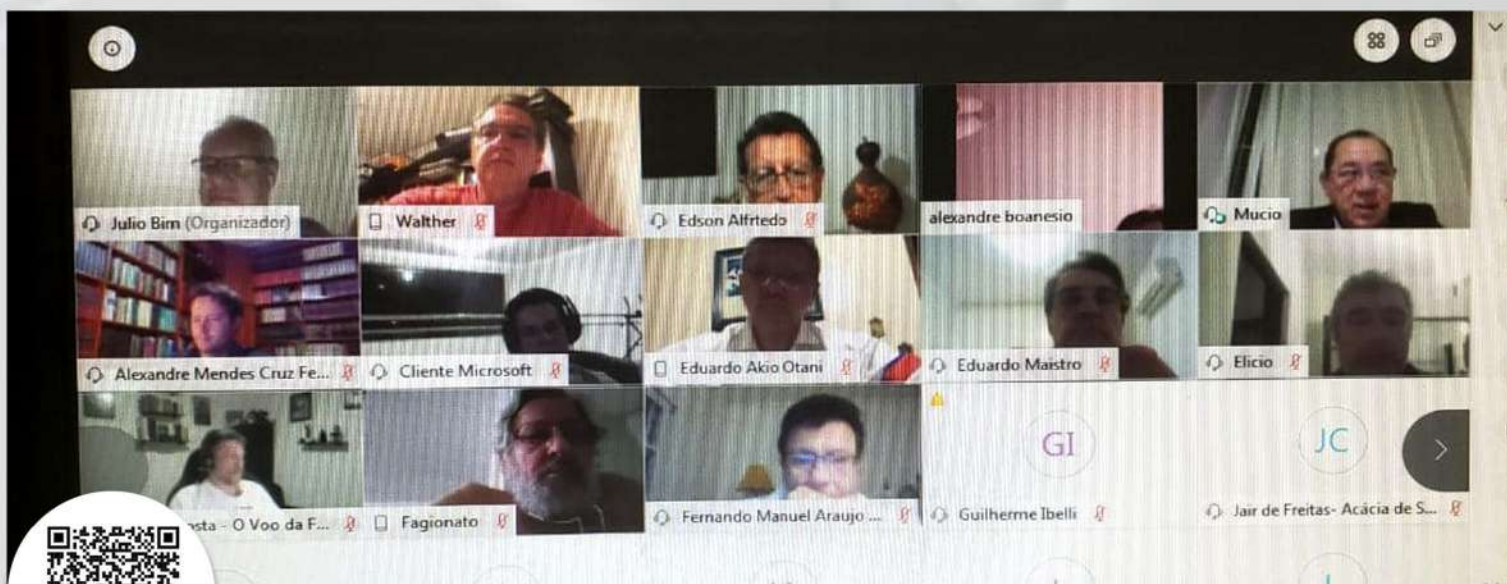 Julio Bim (Organizador)
Walther
Edson Alfrtedo
alexandre boanesio
Mucio
Alexandre Mendes Cruz Fe...
Cliente Microsoft
Eduardo Akio Otani
Eduardo Maistro
Elicio
GI
JC
sta - O Voo da F...
Fagionato
Fernando Manuel Araujo ...
Guilherme Ibelli
Jair de Freitas- Acácia de S...